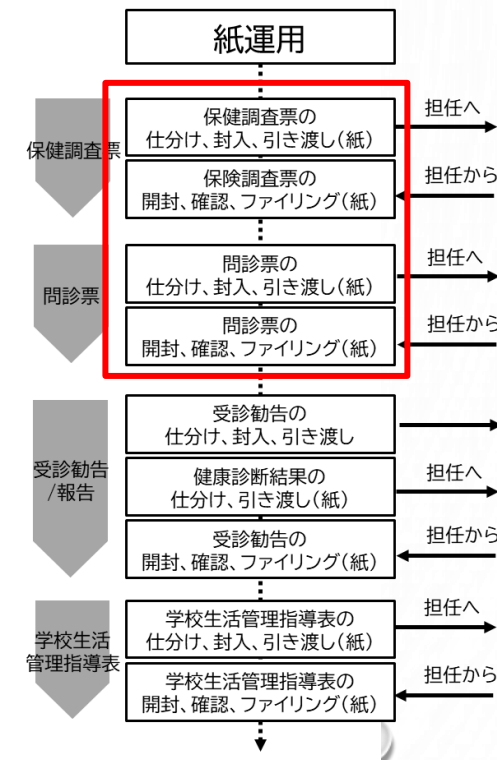 紙運用
保健調査票
保健調査票の
仕分け、封入、引き渡し(紙)
担任へ
保険調査票の
開封、確認、ファイリング(紙)
担任から
問診票
問診票の
仕分け、封入、引き渡し(紙)
担任へ
問診票の
開封、確認、ファイリング(紙)
担任から
受診勧告
/報告
受診勧告の
仕分け、封入、引き渡し
健康診断結果の
仕分け、引き渡し(紙)
担任へ
受診勧告の
開封、確認、ファイリング(紙)
担任から
学校生活
管理指導表
学校生活管理指導表の
仕分け、封入、引き渡し(紙)
担任へ
学校生活管理指導表の
開封、確認、ファイリング(紙)
担任から